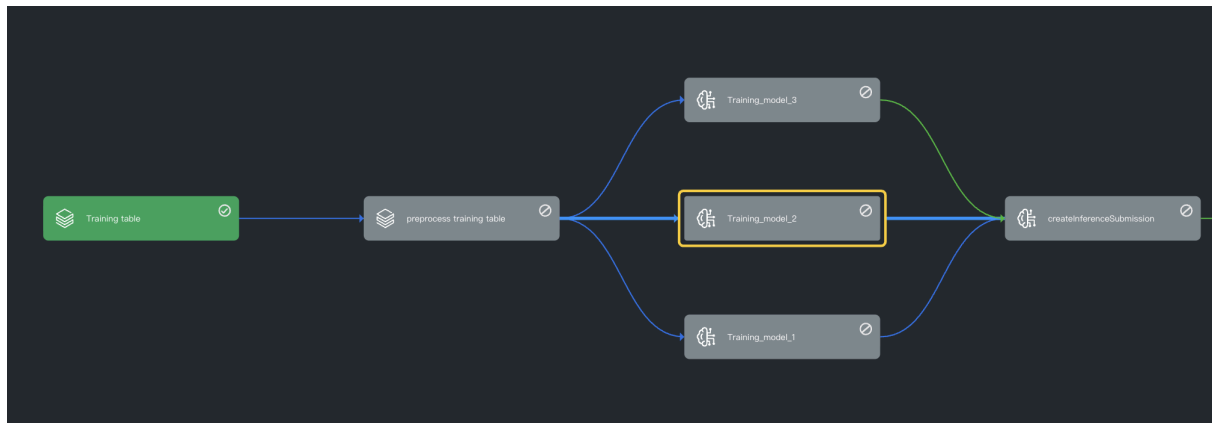 Training_model_3
Training table
preprocess training table
Training_model_2
createInferenceSubmission
Training_model_1